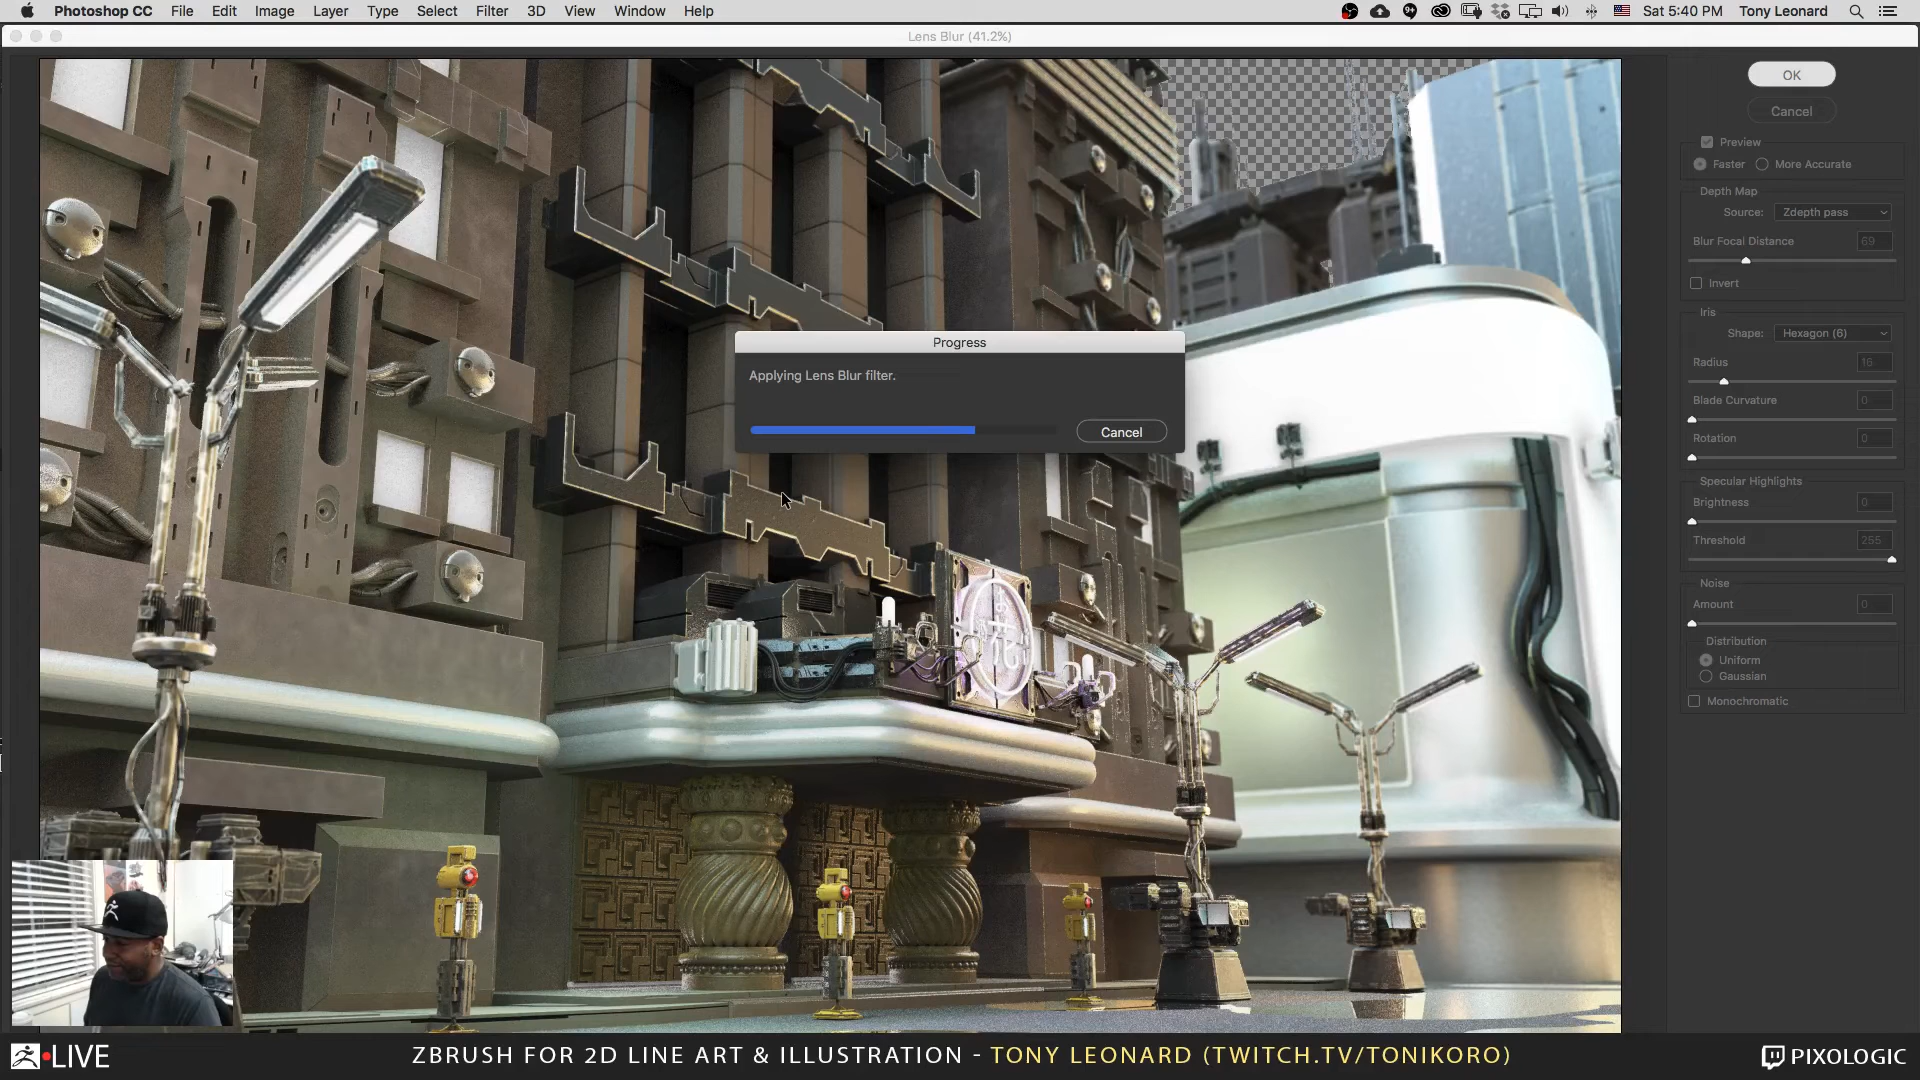 Photoshop CC File Edit Image Layer Type Select Filter 3D View Window Help 9+ Sat 5:40 PM Tony Leonard
Lens Blur (41.2%)
OK
Cancel
Preview
Faster More Accurate
Depth Map
Source: Zdepth pass
Blur Focal Distance 69
Invert
Iris
Shape: Hexagon (6)
Radius 16
Blade Curvature 0
Rotation 0
Specular Highlights
Brightness 0
Threshold 255
Noise
Amount 0
Distribution
Uniform
Gaussian
Monochromatic
Progress
Applying Lens Blur filter.
Cancel
LIVE
ZBRUSH FOR 2D LINE ART & ILLUSTRATION - TONY LEONARD (TWITCH.TV/TONIKORO)
PIXOLOGIC